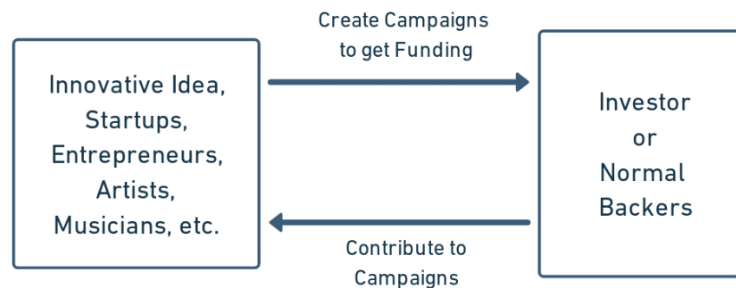 Create Campaigns
to get Funding
Innovative Idea,
Startups,
Entrepreneurs,
Artists,
Musicians, etc.
Investor
or
Normal
Backers
Contribute to
Campaigns